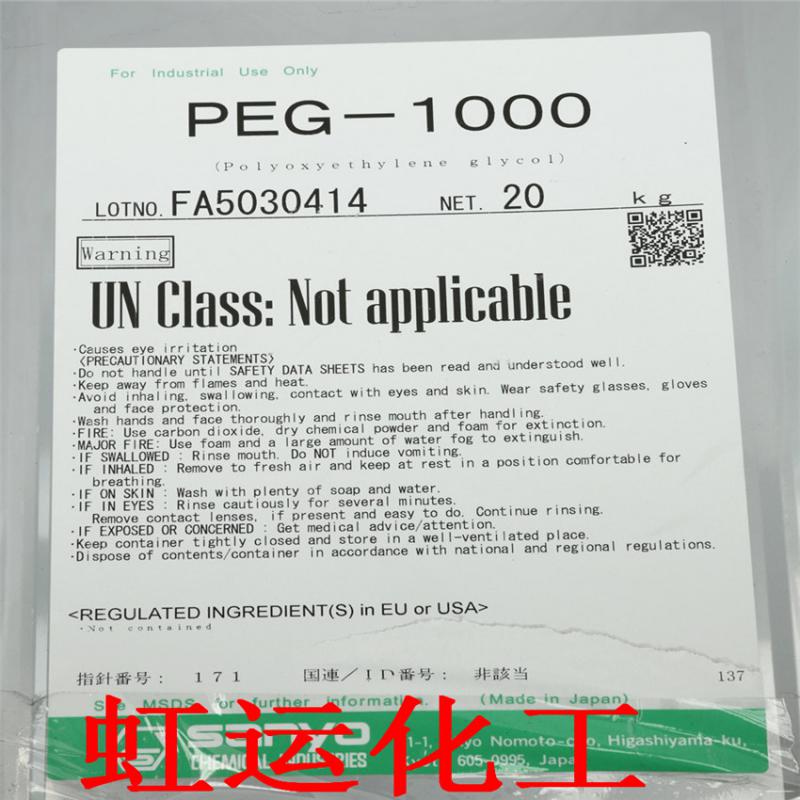 For Industrial Use Only
PEG-1000
(Polyoxyethylene glycol)
LOTNO. FA5030414 NET. 20 kg
Warning
UN Class: Not applicable
·Causes eye irritation
<PRECAUTIONARY STATEMENTS>
·Do not handle until SAFETY DATA SHEETS has been read and understood well.
·Keep away from flames and heat.
·Avoid inhaling, swallowing, contact with eyes and skin. Wear safety glasses, gloves
and face protection.
·Wash hands and face thoroughly and rinse mouth after handling.
·FIRE: Use carbon dioxide, dry chemical powder and foam for extinction.
·MAJOR FIRE: Use foam and a large amount of water fog to extinguish.
·IF SWALLOWED : Rinse mouth. Do NOT induce vomiting.
·IF INHALED : Remove to fresh air and keep at rest in a position comfortable for
breathing.
·IF ON SKIN : Wash with plenty of soap and water.
·IF IN EYES : Rinse cautiously for several minutes.
Remove contact lenses, if present and easy to do. Continue rinsing.
·IF EXPOSED OR CONCERNED : Get medical advice/attention.
·Keep container tightly closed and store in a well-ventilated place.
·Dispose of contents/container in accordance with national and regional regulations.
<REGULATED INGREDIENT(S) in EU or USA>
·Not contained
指針番号: 171 国連/ID番号: 非該当 137
See MSDS for further information. (Made in Japan)
sanyo
CHEMICAL INDUSTRIES
Nomoto-cho, Higashiyama-ku,
605-0995, Japan
虹运化工